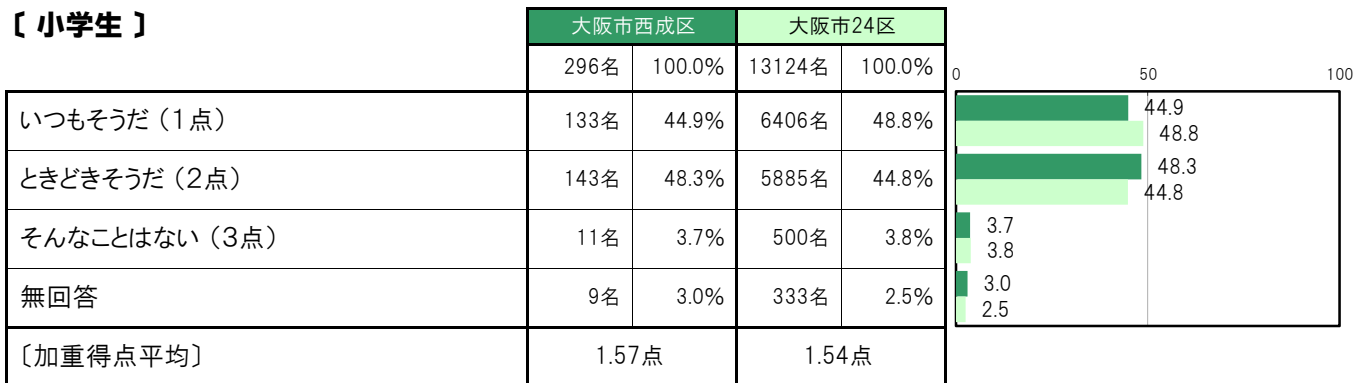 〔 小学生 〕
大阪市西成区 大阪市24区
296名 100.0% 13124名 100.0%
0 50 100
いつもそうだ（1点） 133名 44.9% 6406名 48.8%
44.9
48.8
ときどきそうだ（2点） 143名 48.3% 5885名 44.8%
48.3
44.8
そんなことはない（3点） 11名 3.7% 500名 3.8%
3.7
3.8
無回答 9名 3.0% 333名 2.5%
3.0
2.5
〔加重得点平均〕 1.57点 1.54点